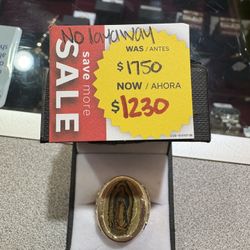 No layaway
SALE
save more
WAS / ANTES
$1750
NOW / AHORA
$1230